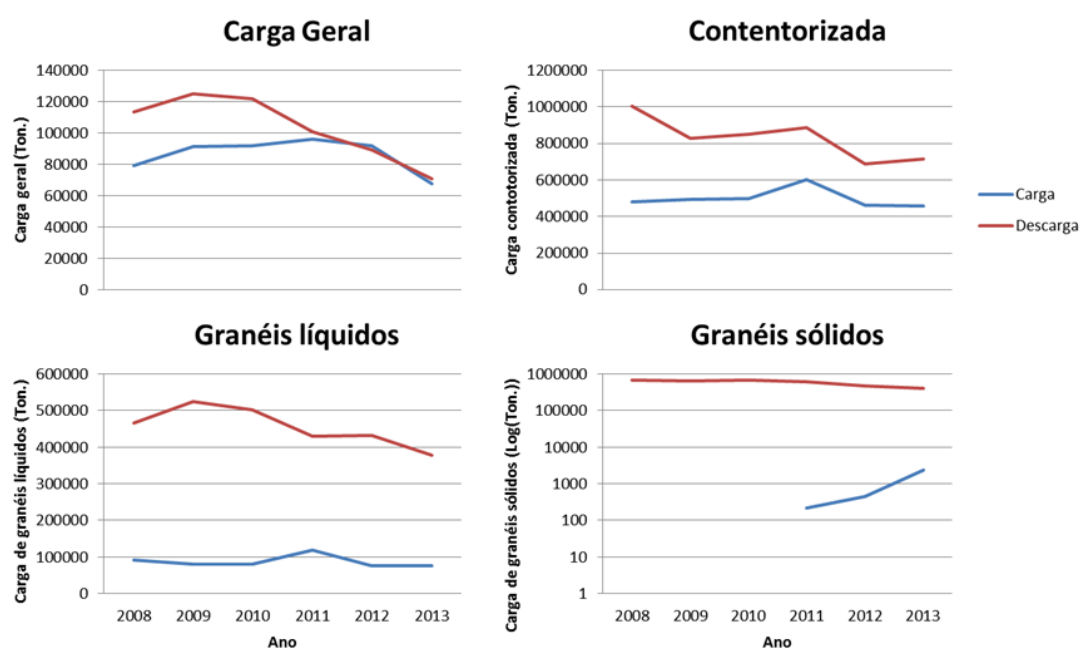 Carga Geral
Carga geral (Ton.)
140000
120000
100000
80000
60000
40000
20000
0
Contentorizada
Carga contotorizada (Ton.)
1200000
1000000
800000
600000
400000
200000
0
Carga
Descarga
Granéis líquidos
Carga de granéis líquidos (Ton.)
600000
500000
400000
300000
200000
100000
0
2008 2009 2010 2011 2012 2013
Ano
Granéis sólidos
Carga de granéis sólidos (Log(Ton.))
1000000
100000
10000
1000
100
10
1
2008 2009 2010 2011 2012 2013
Ano